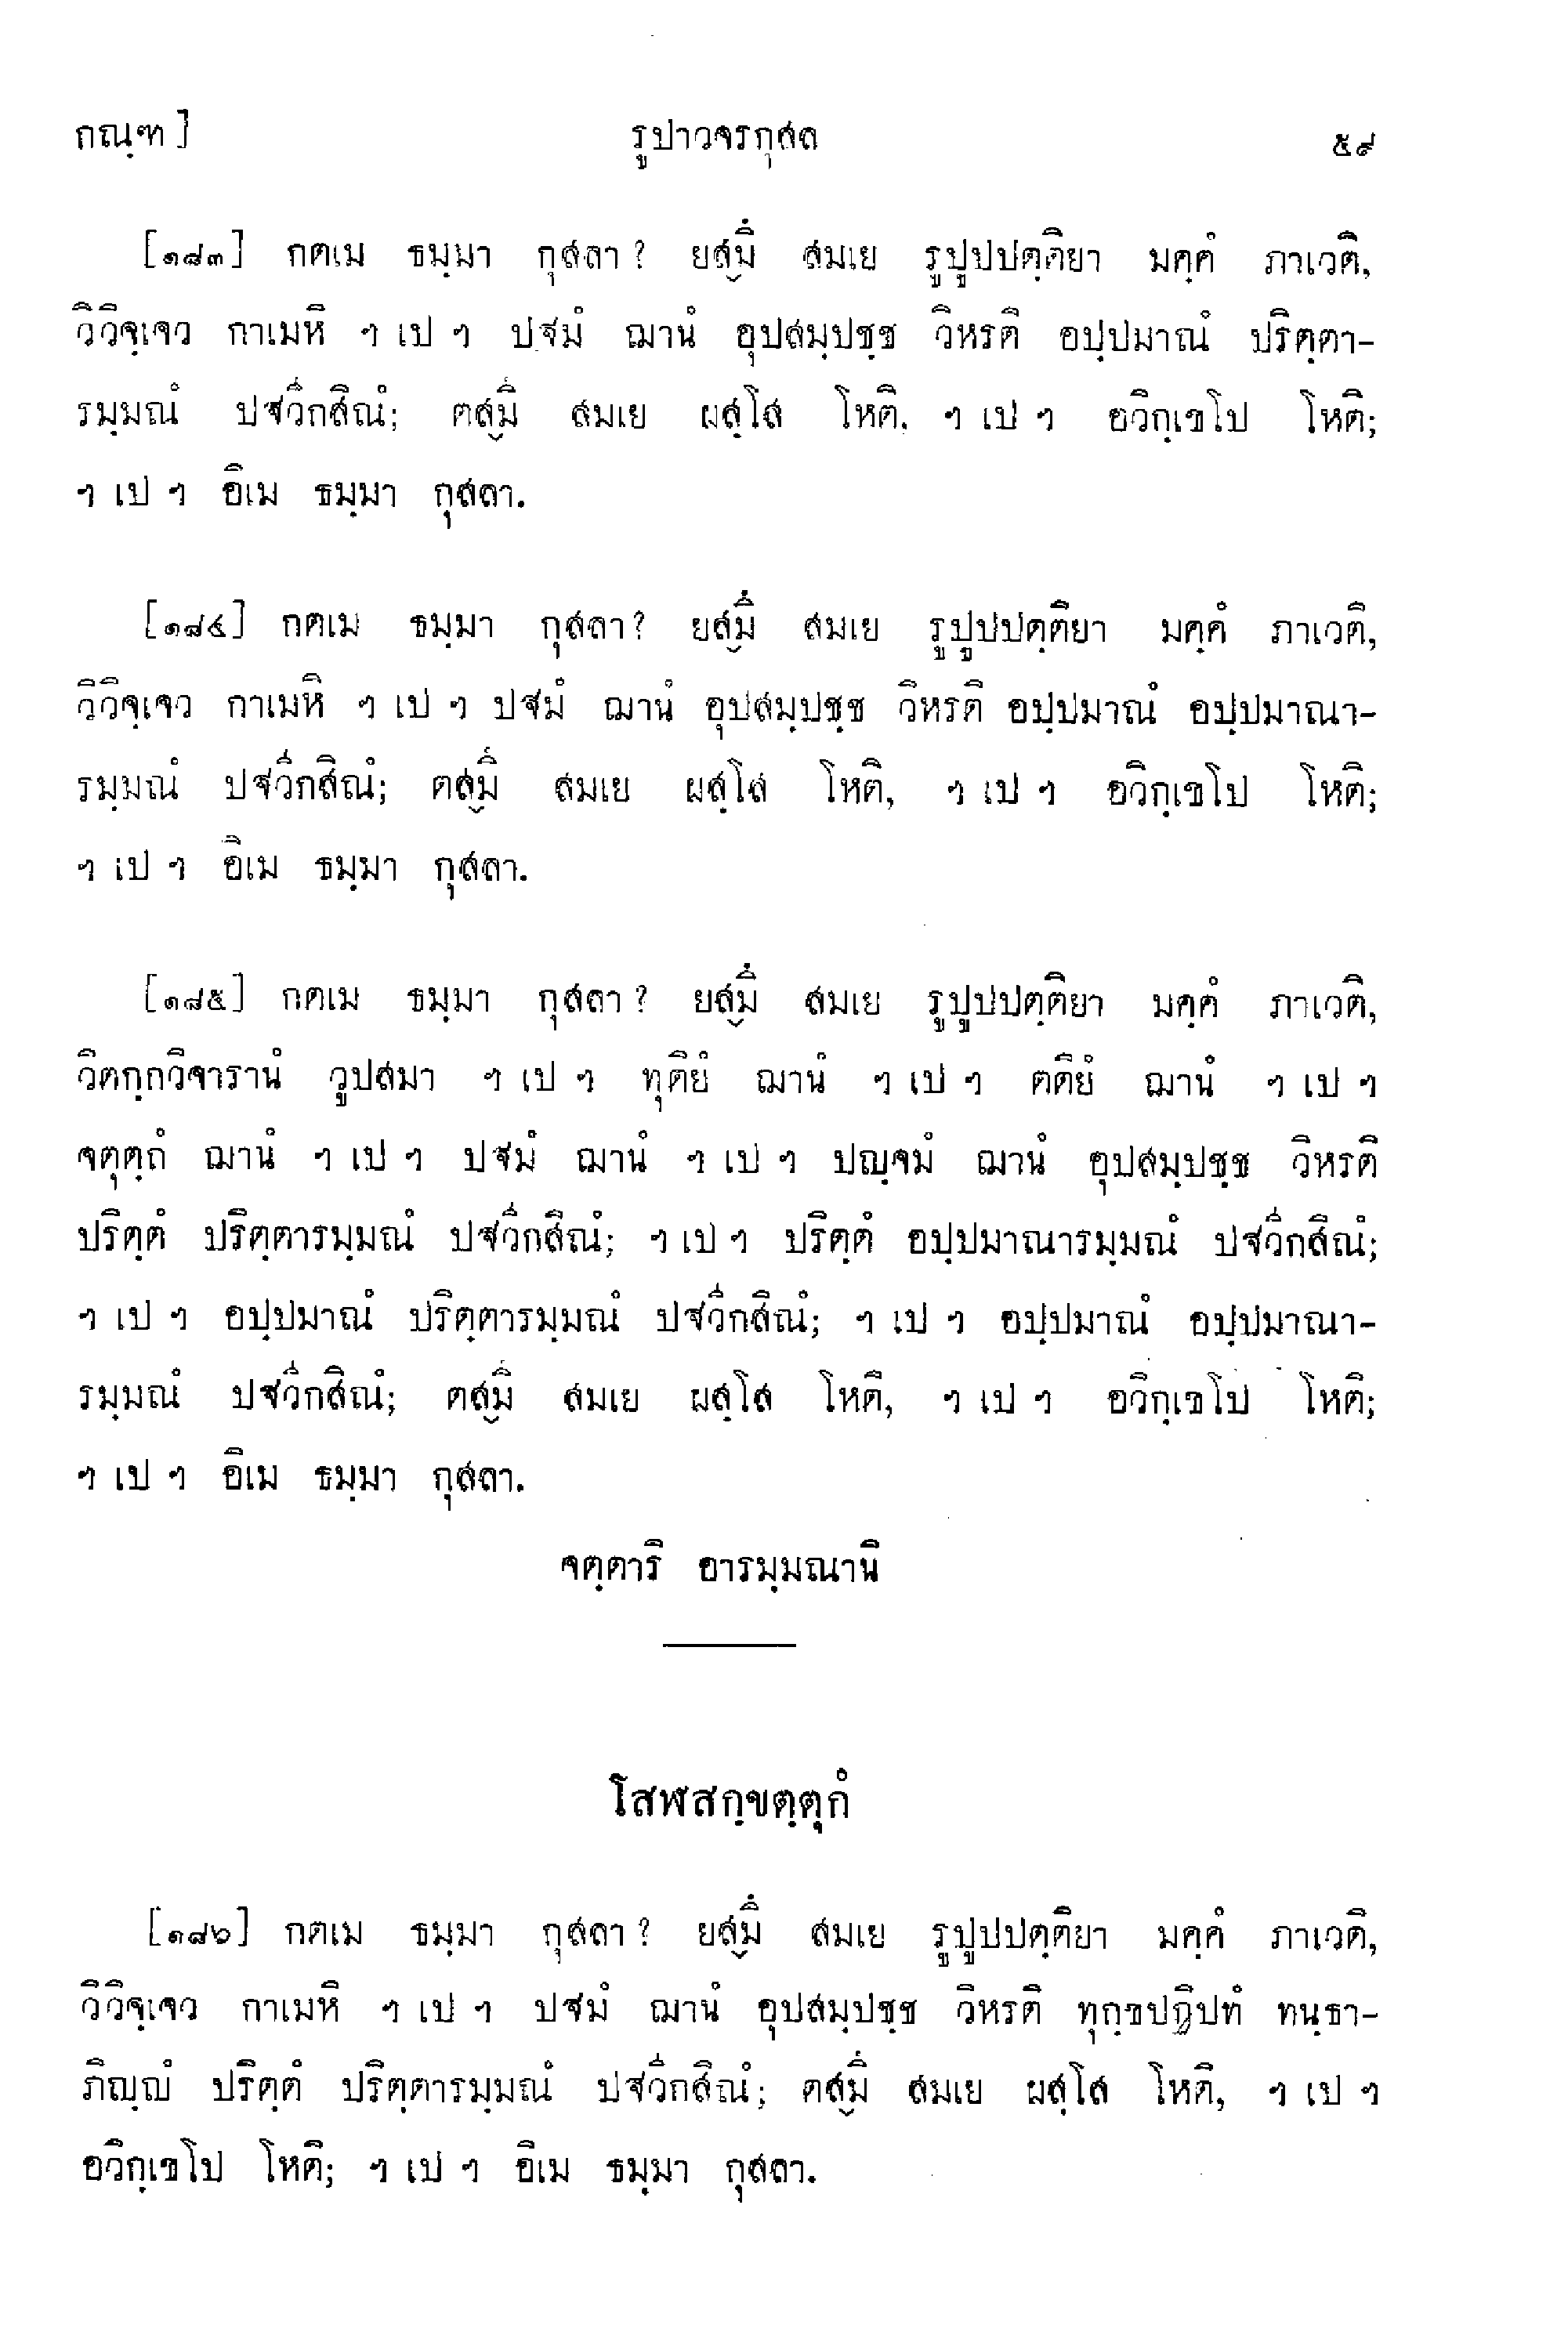 กณฺฑ]
รูปาวจรกุสล
๕๙
[๑๘๓] กตเม ธมฺมา กุสลา? ยสฺมึ สมเย รูปูปปตฺติยา มคฺคํ ภาเวติ,
วิวิจฺเจว กาเมหิ ฯ เป ฯ ปฐมํ ฌานํ อุปสมฺปชฺช วิหรติ อปฺปมาณํ ปริตฺตา-
รมฺมณํ ปฐวีกสิณํ; ตสฺมึ สมเย ผสฺโส โหติ, ฯ เป ฯ อวิกฺเขโป โหติ;
ฯ เป ฯ อิเม ธมฺมา กุสลา.
[๑๘๔] กตเม ธมฺมา กุสลา? ยสฺมึ สมเย รูปูปปตฺติยา มคฺคํ ภาเวติ,
วิวิจฺเจว กาเมหิ ฯ เป ฯ ปฐมํ ฌานํ อุปสมฺปชฺช วิหรติ อปฺปมาณํ อปฺปมาณา-
รมฺมณํ ปฐวีกสิณํ; ตสฺมึ สมเย ผสฺโส โหติ, ฯ เป ฯ อวิกฺเขโป โหติ;
ฯ เป ฯ อิเม ธมฺมา กุสลา.
[๑๘๕] กตเม ธมฺมา กุสลา? ยสฺมึ สมเย รูปูปปตฺติยา มคฺคํ ภาเวติ,
วิตกฺกวิจารานํ วูปสมา ฯ เป ฯ ทุติยํ ฌานํ ฯ เป ฯ ตติยํ ฌานํ ฯ เป ฯ
จตุตฺถํ ฌานํ ฯ เป ฯ ปฐมํ ฌานํ ฯ เป ฯ ปญฺจมํ ฌานํ อุปสมฺปชฺช วิหรติ
ปริตฺตํ ปริตฺตารมฺมณํ ปฐวีกสิณํ; ฯ เป ฯ ปริตฺตํ อปฺปมาณารมฺมณํ ปฐวีกสิณํ;
ฯ เป ฯ อปฺปมาณํ ปริตฺตารมฺมณํ ปฐวีกสิณํ; ฯ เป ฯ อปฺปมาณํ อปฺปมาณา-
รมฺมณํ ปฐวีกสิณํ; ตสฺมึ สมเย ผสฺโส โหติ, ฯ เป ฯ อวิกฺเขโป โหติ;
ฯ เป ฯ อิเม ธมฺมา กุสลา.
จตฺตาริ อารมฺมณานิ
โสฬสกฺขตฺตุกํ
[๑๘๖] กตเม ธมฺมา กุสลา? ยสฺมึ สมเย รูปูปปตฺติยา มคฺคํ ภาเวติ,
วิวิจฺเจว กาเมหิ ฯ เป ฯ ปฐมํ ฌานํ อุปสมฺปชฺช วิหรติ ทุกฺขปฏิปทํ ทนฺธา-
ภิญฺญํ ปริตฺตํ ปริตฺตารมฺมณํ ปฐวีกสิณํ; ตสฺมึ สมเย ผสฺโส โหติ, ฯ เป ฯ
อวิกฺเขโป โหติ; ฯ เป ฯ อิเม ธมฺมา กุสลา.